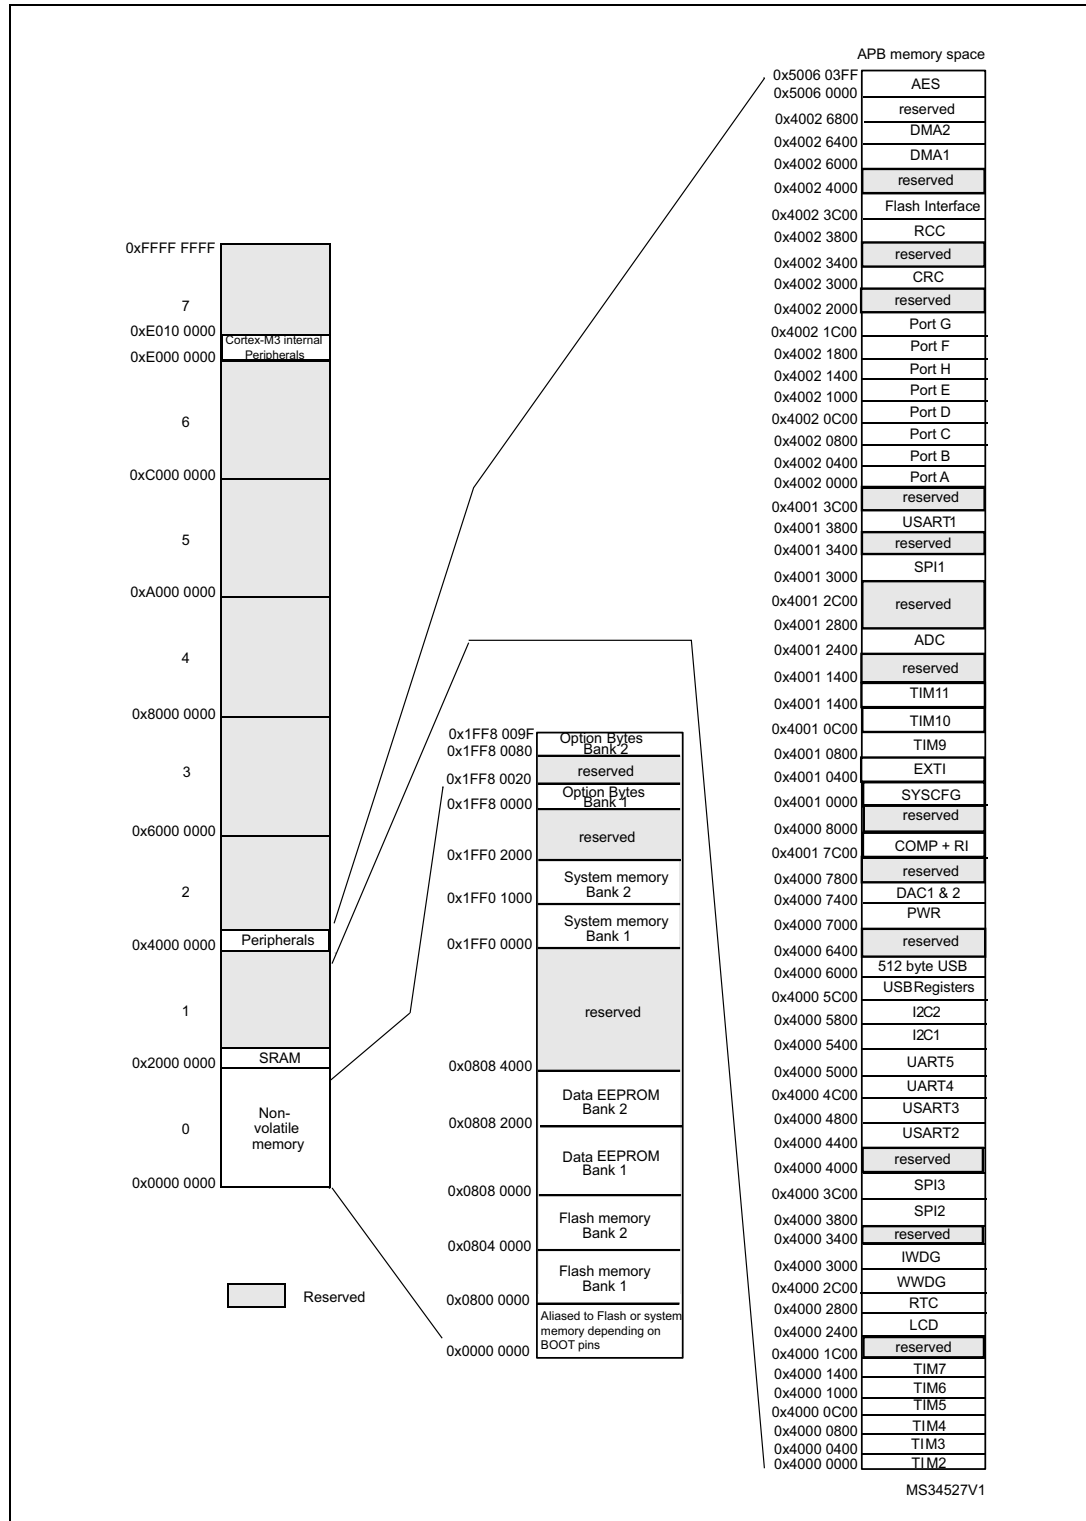 APB memory space
0x5006 03FF
AES
0x5006 0000
reserved
0x4002 6800
DMA2
0x4002 6400
DMA1
0x4002 6000
reserved
0x4002 4000
Flash Interface
0x4002 3C00
RCC
0x4002 3800
reserved
0x4002 3400
CRC
0x4002 3000
reserved
0x4002 2000
Port G
0x4002 1C00
Port F
0x4002 1800
Port H
0x4002 1400
Port E
0x4002 1000
Port D
0x4002 0C00
Port C
0x4002 0800
Port B
0x4002 0400
Port A
0x4002 0000
reserved
0x4001 3C00
USART1
0x4001 3800
reserved
0x4001 3400
SPI1
0x4001 3000
0x4001 2C00
reserved
0x4001 2800
ADC
0x4001 2400
reserved
0x4001 1400
TIM11
0x4001 1400
TIM10
0x4001 0C00
TIM9
0x4001 0800
EXTI
0x4001 0400
SYSCFG
0x4001 0000
reserved
0x4000 8000
COMP + RI
0x4001 7C00
reserved
0x4000 7800
DAC1 & 2
0x4000 7400
PWR
0x4000 7000
reserved
0x4000 6400
512 byte USB
0x4000 6000
USB Registers
0x4000 5C00
I2C2
0x4000 5800
I2C1
0x4000 5400
UART5
0x4000 5000
UART4
0x4000 4C00
USART3
0x4000 4800
USART2
0x4000 4400
reserved
0x4000 4000
SPI3
0x4000 3C00
SPI2
0x4000 3800
reserved
0x4000 3400
IWDG
0x4000 3000
WWDG
0x4000 2C00
RTC
0x4000 2800
LCD
0x4000 2400
reserved
0x4000 1C00
TIM7
0x4000 1400
TIM6
0x4000 1000
TIM5
0x4000 0C00
TIM4
0x4000 0800
TIM3
0x4000 0400
TIM2
0x4000 0000
0xFFFF FFFF
7
0xE010 0000
Cortex-M3 internal
Peripherals
0xE000 0000
6
0xC000 0000
5
0xA000 0000
4
0x8000 0000
3
0x6000 0000
2
Peripherals
0x4000 0000
1
SRAM
0x2000 0000
0
Non-
volatile
memory
0x0000 0000
Reserved
0x1FF8 009F
Option Bytes
Bank 2
0x1FF8 0080
reserved
0x1FF8 0020
Option Bytes
Bank 1
0x1FF8 0000
reserved
0x1FF0 2000
System memory
Bank 2
0x1FF0 1000
System memory
Bank 1
0x1FF0 0000
reserved
0x0808 4000
Data EEPROM
Bank 2
0x0808 2000
Data EEPROM
Bank 1
0x0808 0000
Flash memory
Bank 2
0x0804 0000
Flash memory
Bank 1
0x0800 0000
Aliased to Flash or system
memory depending on
BOOT pins
0x0000 0000
MS34527V1